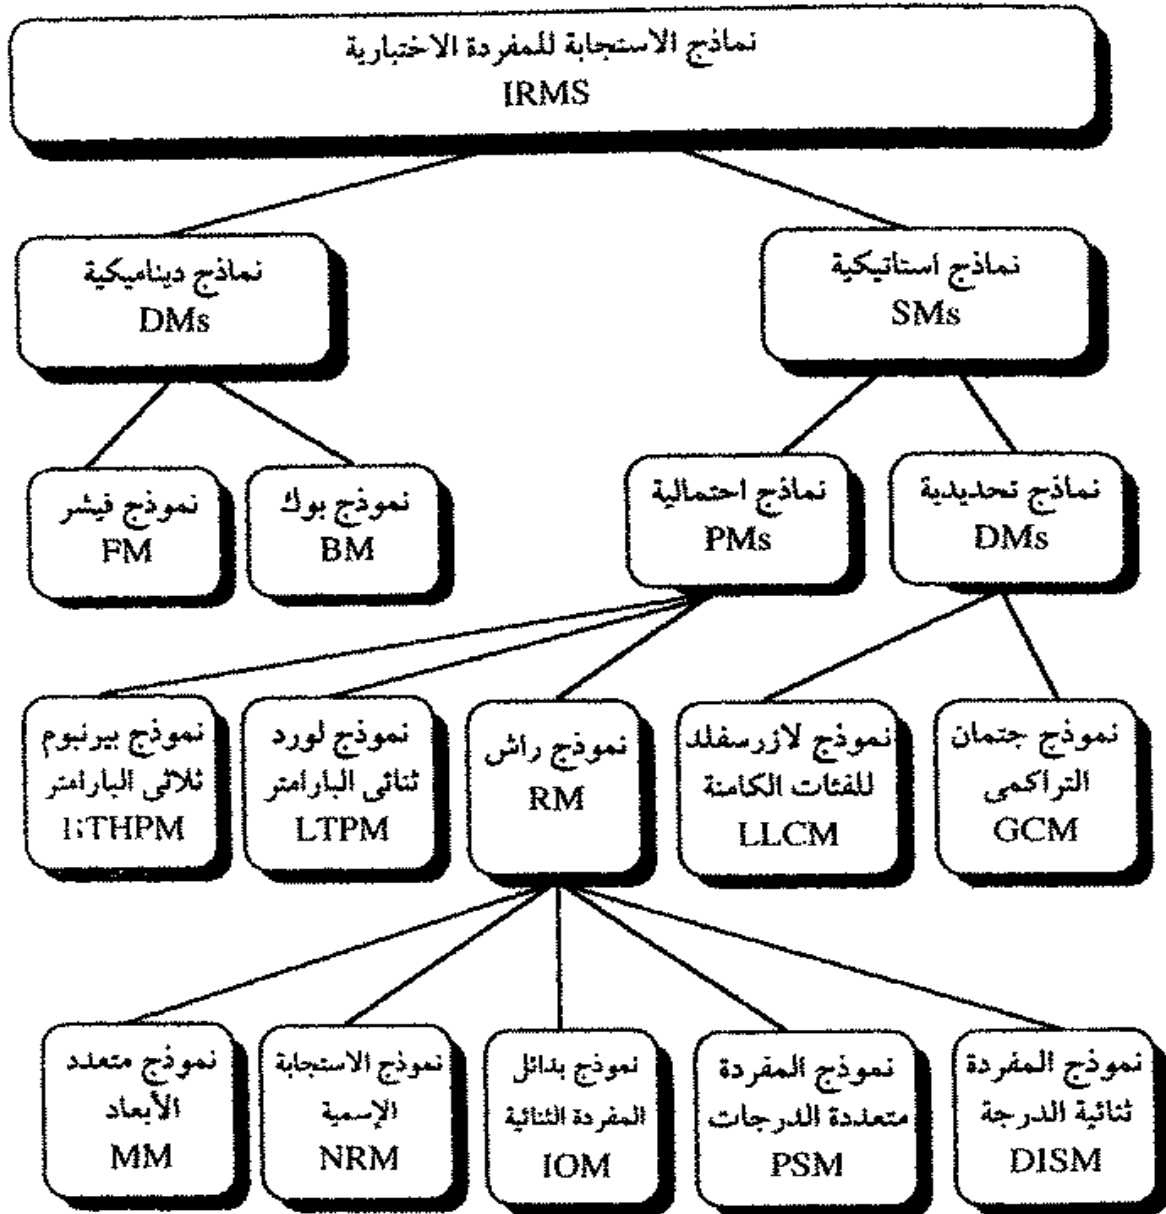 نماذج الاستجابة للمفردة الاختبارية
IRMS
نماذج استاتيكية
SMs
نماذج ديناميكية
DMs
نماذج تحديدية
DMs
نماذج احتمالية
PMs
نموذج بوك
BM
نموذج فيشر
FM
نموذج جتمان
التراكمى
GCM
نموذج لازرسفلد
للفئات الكامنة
LLCM
نموذج راش
RM
نموذج لورد
ثنائى البارامتر
LTPM
نموذج بيرنبوم
ثلاثى البارامتر
نموذج المفردة
ثنائية الدرجة
DISM
نموذج المفردة
متعددة الدرجات
PSM
نموذج بدائل
المفردة الثنائية
IOM
نموذج الاستجابة
الإسمية
NRM
نموذج متعدد
الأبعاد
MM